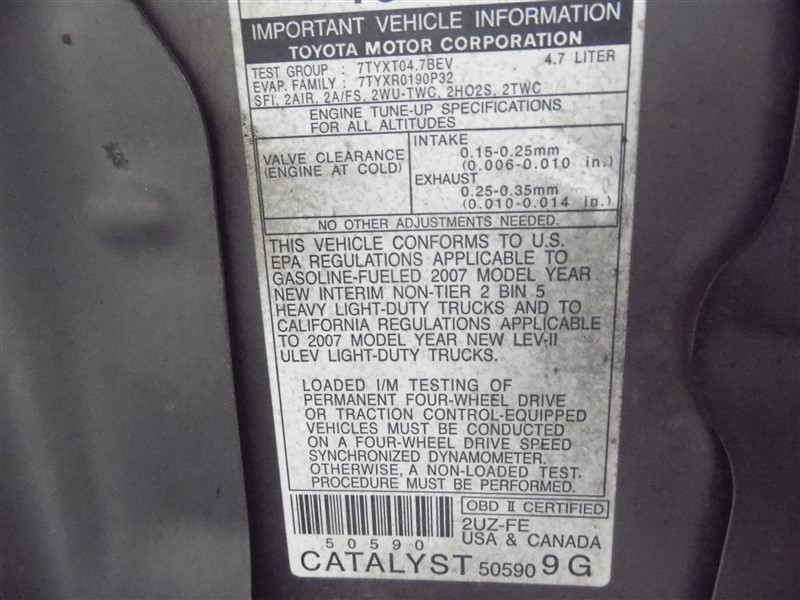 IMPORTANT VEHICLE INFORMATION
TOYOTA MOTOR CORPORATION
TEST GROUP : 7TYXT04.7BEV 4.7 LITER
EVAP. FAMILY : 7TYXR0190P32
SFI, 2AIR, 2A/FS, 2WU-TWC, 2HO2S, 2TWC
ENGINE TUNE-UP SPECIFICATIONS
FOR ALL ALTITUDES
VALVE CLEARANCE
(ENGINE AT COLD)
INTAKE
0.15-0.25mm
(0.006-0.010 in.)
EXHAUST
0.25-0.35mm
(0.010-0.014 in.)
NO OTHER ADJUSTMENTS NEEDED.
THIS VEHICLE CONFORMS TO U.S.
EPA REGULATIONS APPLICABLE TO
GASOLINE-FUELED 2007 MODEL YEAR
NEW INTERIM NON-TIER 2 BIN 5
HEAVY LIGHT-DUTY TRUCKS AND TO
CALIFORNIA REGULATIONS APPLICABLE
TO 2007 MODEL YEAR NEW LEV-II
ULEV LIGHT-DUTY TRUCKS.
LOADED I/M TESTING OF
PERMANENT FOUR-WHEEL DRIVE
OR TRACTION CONTROL-EQUIPPED
VEHICLES MUST BE CONDUCTED
ON A FOUR-WHEEL DRIVE SPEED
SYNCHRONIZED DYNAMOMETER.
OTHERWISE, A NON-LOADED TEST.
PROCEDURE MUST BE PERFORMED.
OBD II CERTIFIED
2UZ-FE
USA & CANADA
50590
CATALYST 50590 9G